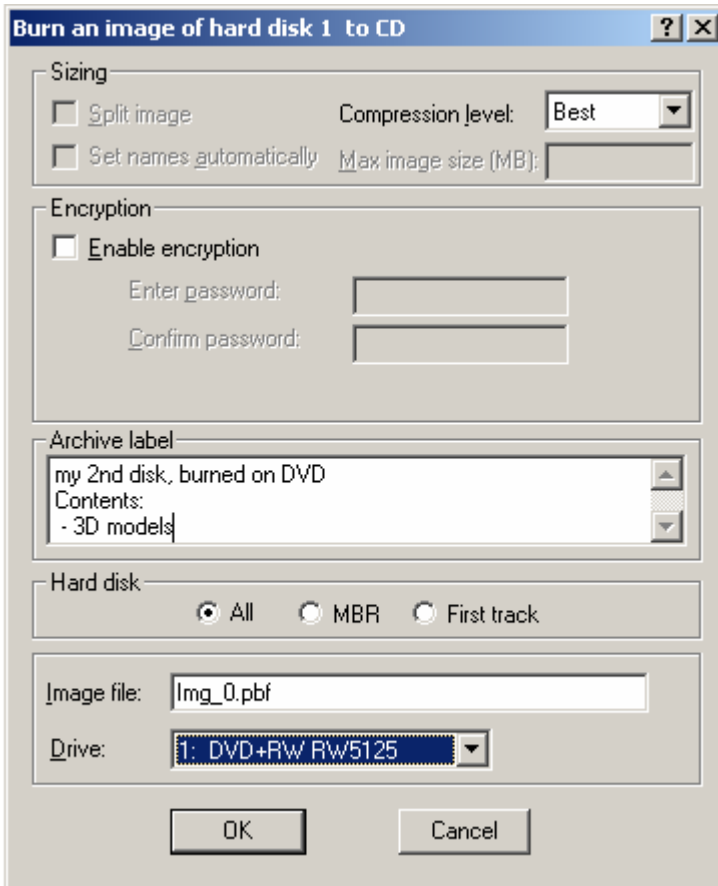 Burn an image of hard disk 1 to CD
Sizing
Split image Compression level: Best
Set names automatically Max image size (MB):
Encryption
Enable encryption
Enter password:
Confirm password:
Archive label
my 2nd disk, burned on DVD
Contents:
- 3D models
Hard disk
All MBR First track
Image file: Img_0.pbf
Drive: 1: DVD+RW RW5125
OK Cancel